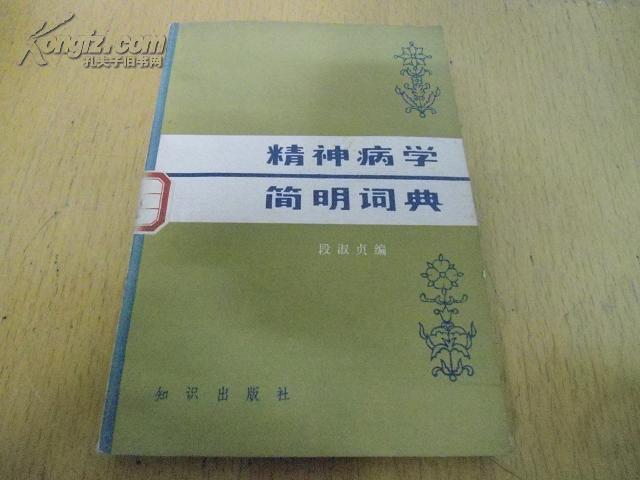 Kongfz.com
孔夫子旧书网
精神病学
简明词典
段淑贞编
知识出版社